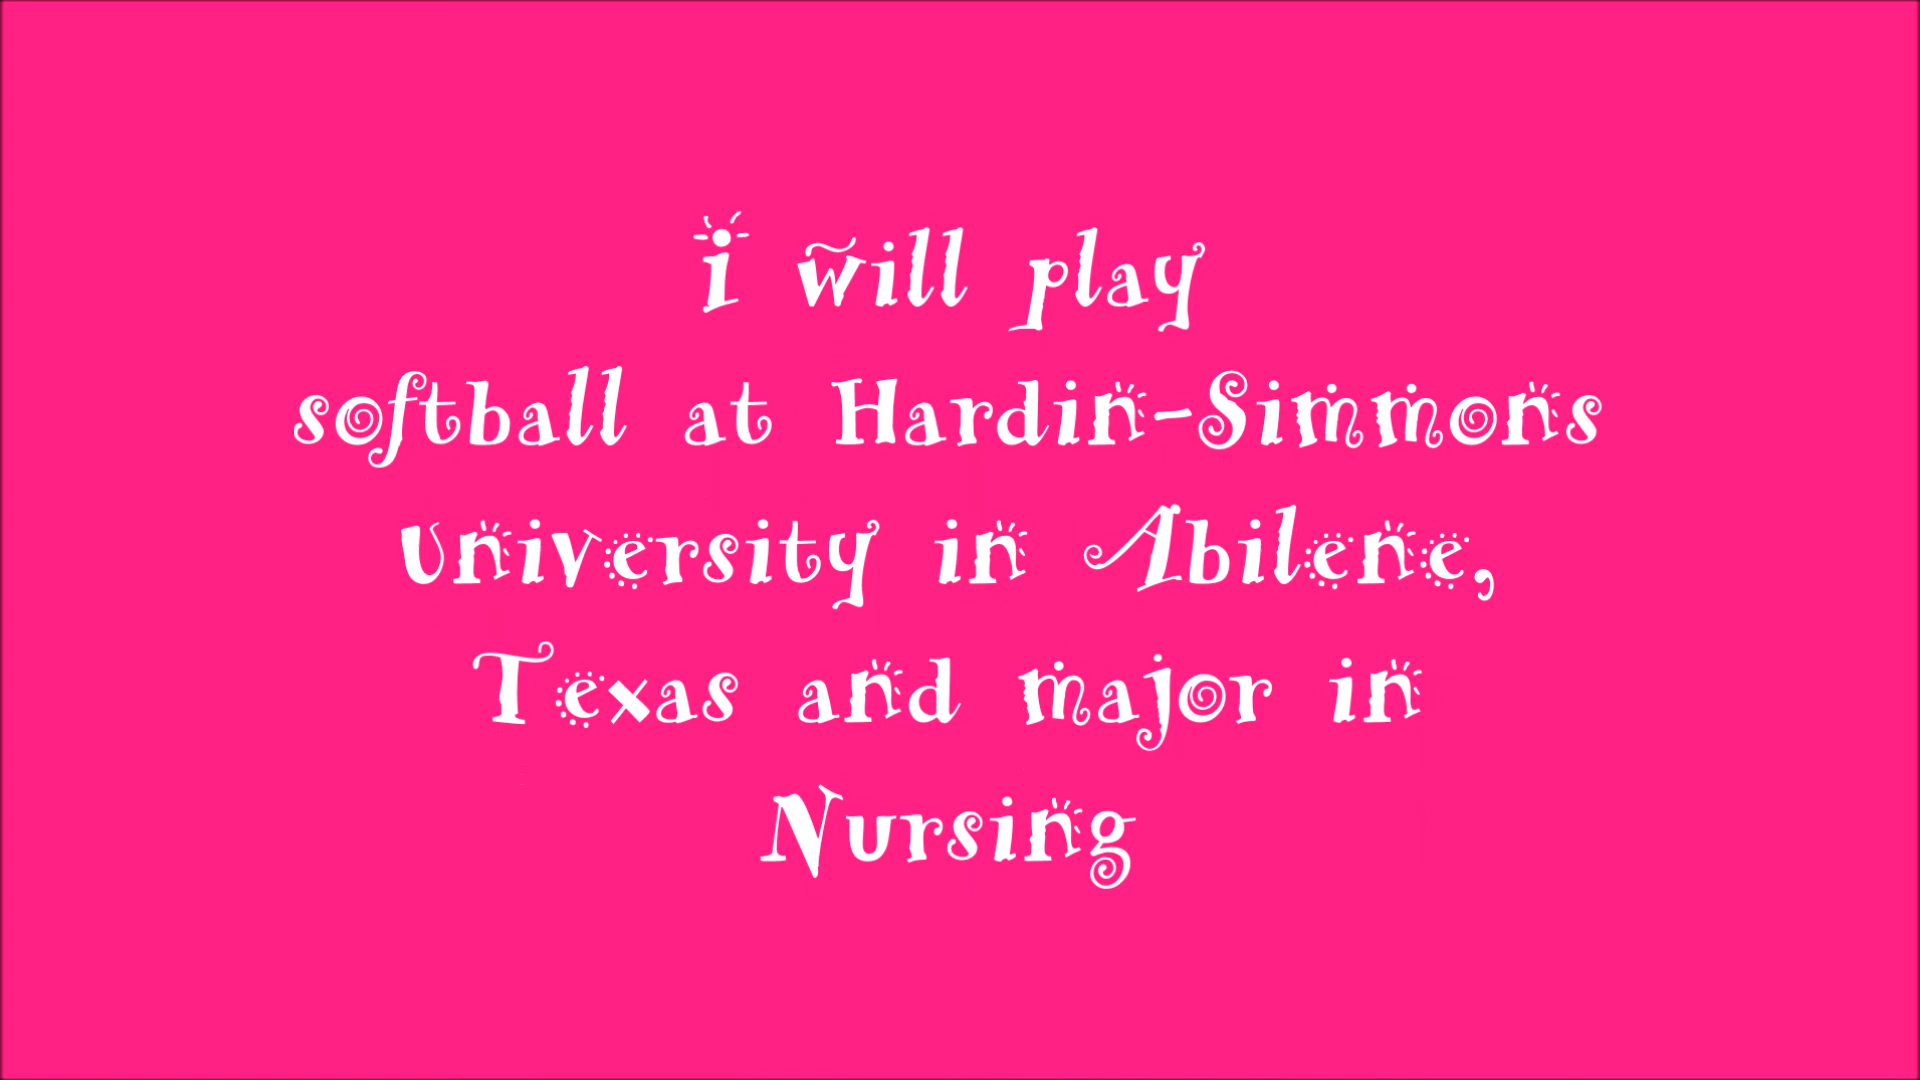 I will play
softball at Hardin-Simmons
University in Abilene,
Texas and major in
Nursing